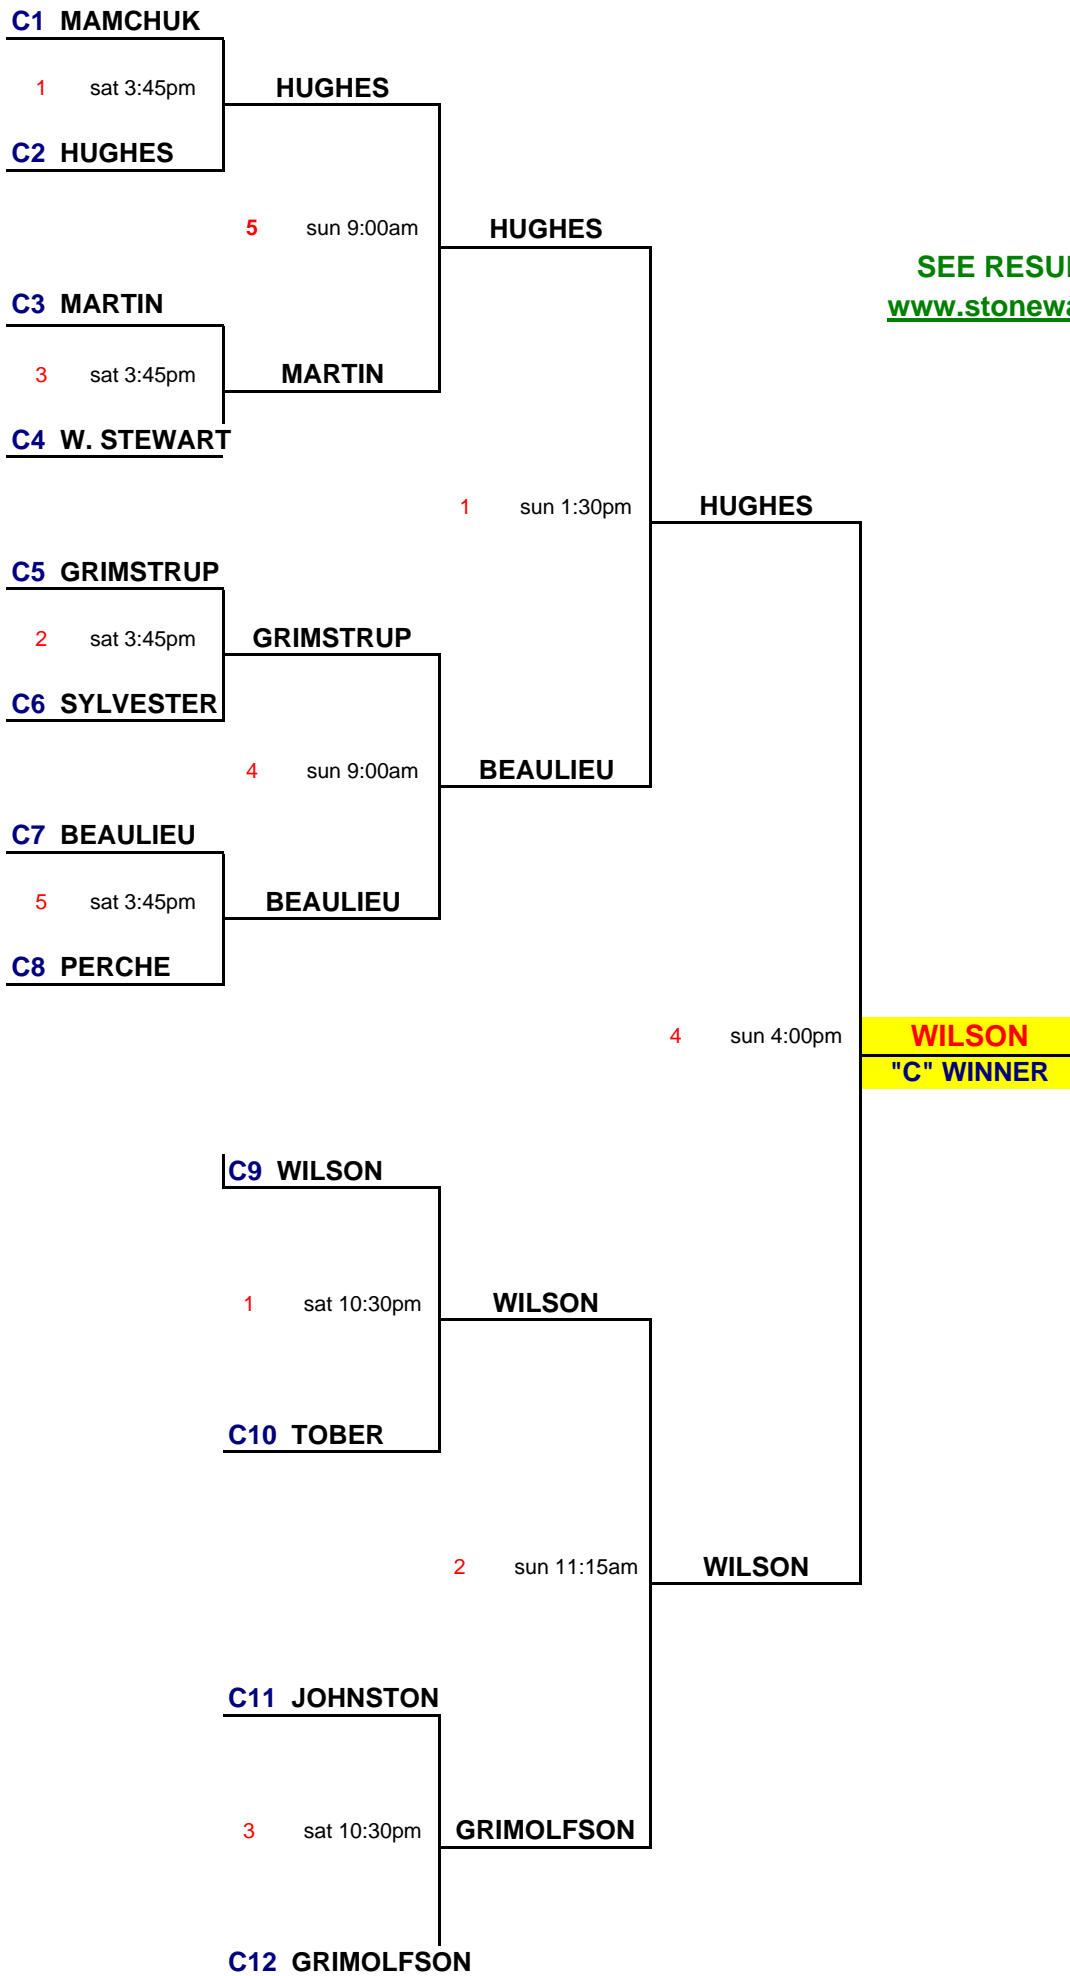 C1 MAMCHUK
1 sat 3:45pm HUGHES
C2 HUGHES
5 sun 9:00am HUGHES
SEE RESUL
C3 MARTIN
www.stonewa
3 sat 3:45pm MARTIN
C4 W. STEWART
1 sun 1:30pm HUGHES
C5 GRIMSTRUP
2 sat 3:45pm GRIMSTRUP
C6 SYLVESTER
4 sun 9:00am BEAULIEU
C7 BEAULIEU
5 sat 3:45pm BEAULIEU
C8 PERCHE
4 sun 4:00pm WILSON
"C" WINNER
C9 WILSON
1 sat 10:30pm WILSON
C10 TOBER
2 sun 11:15am WILSON
C11 JOHNSTON
3 sat 10:30pm GRIMOLFSON
C12 GRIMOLFSON